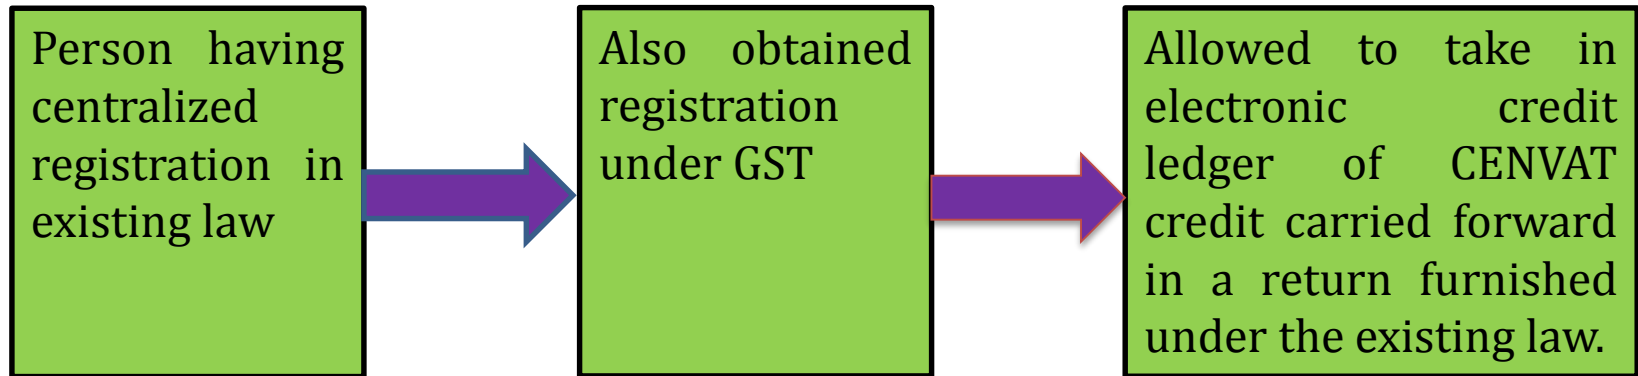 Person having
centralized
registration in
existing law
Also obtained
registration
under GST
Allowed to take in
electronic credit
ledger of CENVAT
credit carried forward
in a return furnished
under the existing law.